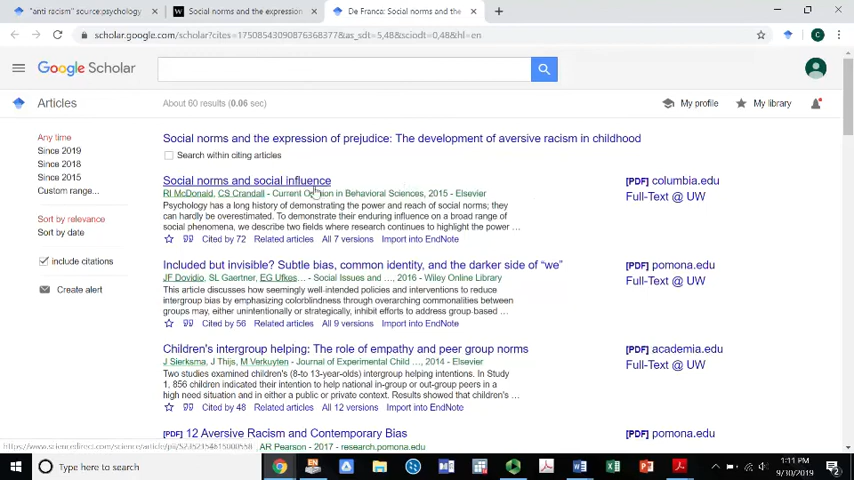 "anti racism" source:psychology
Social norms and the expression
De Franca: Social norms and the
scholar.google.com/scholar?cites=17508543090876368377&as_sdt=5,48&sciodt=0,48&hl=en
Google Scholar
Articles
About 60 results (0.06 sec)
My profile
My library
Any time
Since 2019
Since 2018
Since 2015
Custom range...
Sort by relevance
Sort by date
include citations
Create alert
Social norms and the expression of prejudice: The development of aversive racism in childhood
Search within citing articles
Social norms and social influence
RI McDonald, CS Crandall - Current Opinion in Behavioral Sciences, 2015 - Elsevier
Psychology has a long history of demonstrating the power and reach of social norms; they
can hardly be overestimated. To demonstrate their enduring influence on a broad range of
social phenomena, we describe two fields where research continues to highlight the power ...
Cited by 72 Related articles All 7 versions Import into EndNote
[PDF] columbia.edu
Full-Text @ UW
Included but invisible? Subtle bias, common identity, and the darker side of “we”
JF Dovidio, SL Gaertner, EG Ufkes... - Social Issues and ..., 2016 - Wiley Online Library
This article discusses how seemingly well‐intended policies and interventions to reduce
intergroup bias by emphasizing colorblindness through overarching commonalities between
groups may, either unintentionally or strategically, inhibit efforts to address group‐based ...
Cited by 56 Related articles All 9 versions Import into EndNote
[PDF] pomona.edu
Full-Text @ UW
Children's intergroup helping: The role of empathy and peer group norms
J Sierksma, J Thijs, M Verkuyten - Journal of Experimental Child ..., 2014 - Elsevier
Two studies examined children's (8-to 13-year-olds) intergroup helping intentions. In Study
1, 856 children indicated their intention to help national in-group or out-group peers in a
high need situation and in either a public or private context. Results showed that children's ...
Cited by 48 Related articles All 12 versions Import into EndNote
[PDF] academia.edu
Full-Text @ UW
[PDF] 12 Aversive Racism and Contemporary Bias
AR Pearson - 2017 - research.pomona.edu
[PDF] pomona.edu
Type here to search
1:11 PM
9/30/2019